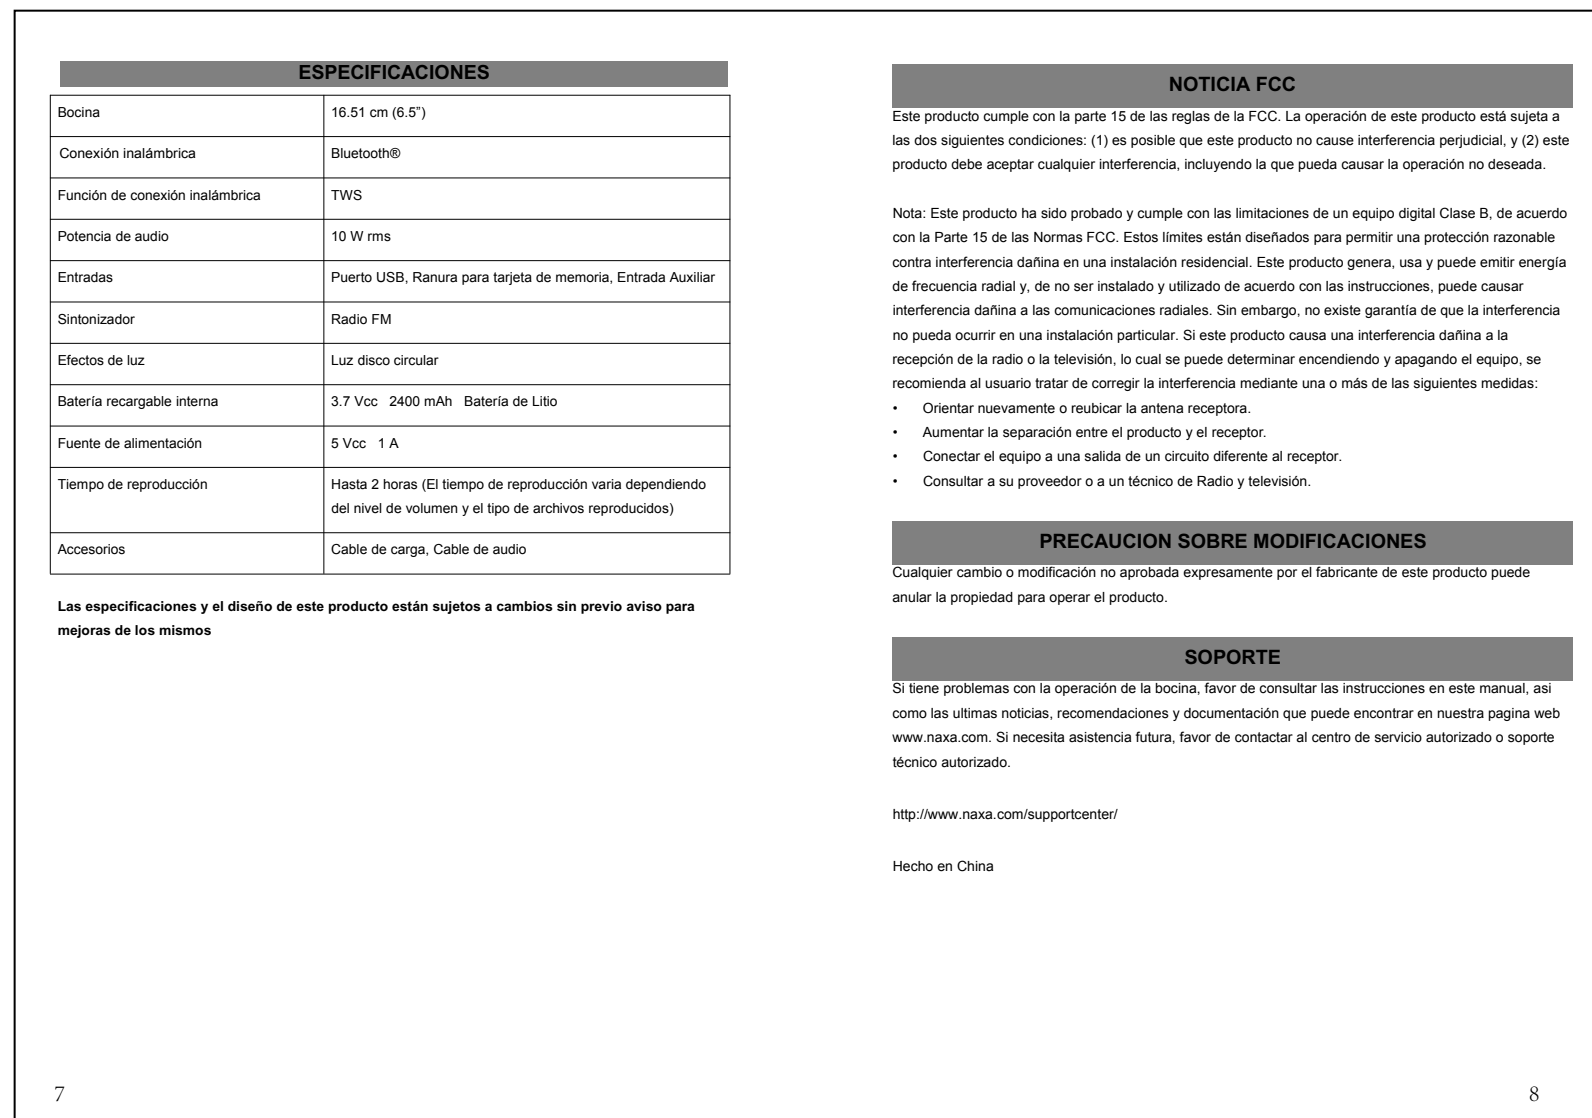 ESPECIFICACIONES
Bocina 16.51 cm (6.5”)
Conexión inalámbrica Bluetooth®
Función de conexión inalámbrica TWS
Potencia de audio 10 W rms
Entradas Puerto USB, Ranura para tarjeta de memoria, Entrada Auxiliar
Sintonizador Radio FM
Efectos de luz Luz disco circular
Batería recargable interna 3.7 Vcc 2400 mAh Batería de Litio
Fuente de alimentación 5 Vcc 1 A
Tiempo de reproducción Hasta 2 horas (El tiempo de reproducción varia dependiendo
del nivel de volumen y el tipo de archivos reproducidos)
Accesorios Cable de carga, Cable de audio
Las especificaciones y el diseño de este producto están sujetos a cambios sin previo aviso para
mejoras de los mismos
7
NOTICIA FCC
Este producto cumple con la parte 15 de las reglas de la FCC. La operación de este producto está sujeta a
las dos siguientes condiciones: (1) es posible que este producto no cause interferencia perjudicial, y (2) este
producto debe aceptar cualquier interferencia, incluyendo la que pueda causar la operación no deseada.
Nota: Este producto ha sido probado y cumple con las limitaciones de un equipo digital Clase B, de acuerdo
con la Parte 15 de las Normas FCC. Estos límites están diseñados para permitir una protección razonable
contra interferencia dañina en una instalación residencial. Este producto genera, usa y puede emitir energía
de frecuencia radial y, de no ser instalado y utilizado de acuerdo con las instrucciones, puede causar
interferencia dañina a las comunicaciones radiales. Sin embargo, no existe garantía de que la interferencia
no pueda ocurrir en una instalación particular. Si este producto causa una interferencia dañina a la
recepción de la radio o la televisión, lo cual se puede determinar encendiendo y apagando el equipo, se
recomienda al usuario tratar de corregir la interferencia mediante una o más de las siguientes medidas:
• Orientar nuevamente o reubicar la antena receptora.
• Aumentar la separación entre el producto y el receptor.
• Conectar el equipo a una salida de un circuito diferente al receptor.
• Consultar a su proveedor o a un técnico de Radio y televisión.
PRECAUCION SOBRE MODIFICACIONES
Cualquier cambio o modificación no aprobada expresamente por el fabricante de este producto puede
anular la propiedad para operar el producto.
SOPORTE
Si tiene problemas con la operación de la bocina, favor de consultar las instrucciones en este manual, asi
como las ultimas noticias, recomendaciones y documentación que puede encontrar en nuestra pagina web
www.naxa.com. Si necesita asistencia futura, favor de contactar al centro de servicio autorizado o soporte
técnico autorizado.
http://www.naxa.com/supportcenter/
Hecho en China
8